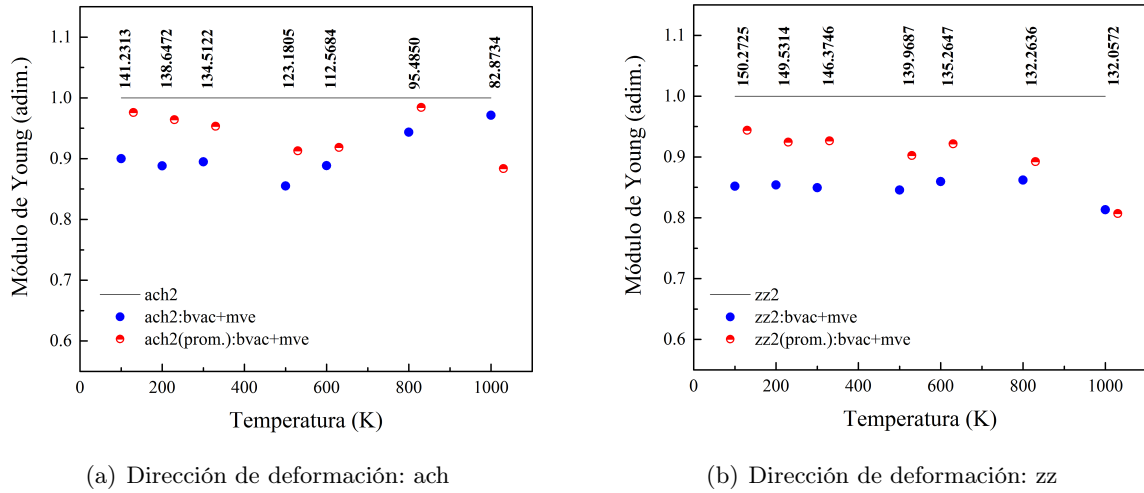 1.1
1.0
0.9
0.8
0.7
0.6
Módulo de Young (adim.)
141.2313
138.6472
134.5122
123.1805
112.5684
95.4850
82.8734
ach2
ach2:bvac+mve
ach2(prom.):bvac+mve
0 200 400 600 800 1000
Temperatura (K)
(a) Dirección de deformación: ach
1.1
1.0
0.9
0.8
0.7
0.6
Módulo de Young (adim.)
150.2725
149.5314
146.3746
139.9687
135.2647
132.2636
132.0572
zz2
zz2:bvac+mve
zz2(prom.):bvac+mve
0 200 400 600 800 1000
Temperatura (K)
(b) Dirección de deformación: zz